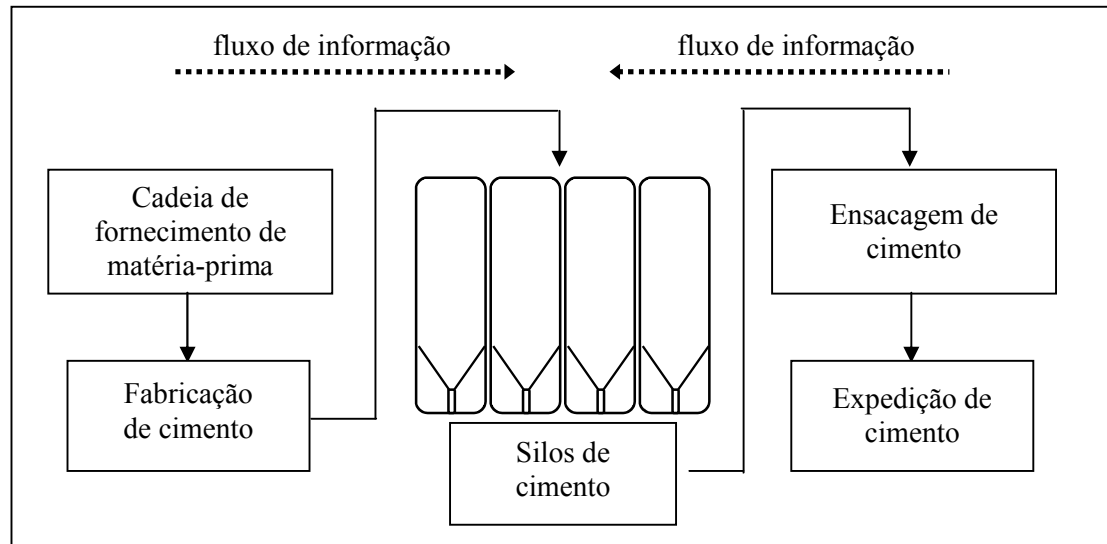 fluxo de informação
fluxo de informação
Cadeia de
fornecimento de
matéria-prima
Fabricação
de cimento
Silos de
cimento
Ensacagem de
cimento
Expedição de
cimento